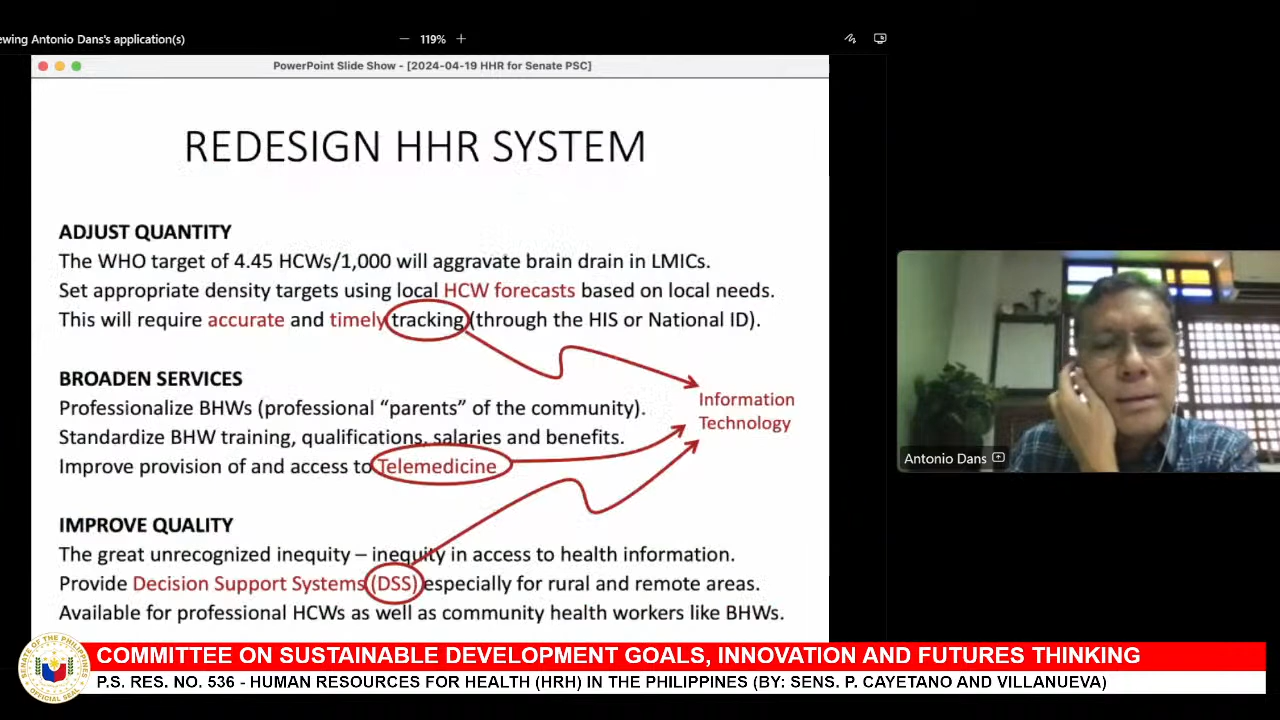 ewing Antonio Dans's application(s)
119%
PowerPoint Slide Show - [2024-04-19 HHR for Senate PSC]
REDESIGN HHR SYSTEM
ADJUST QUANTITY
The WHO target of 4.45 HCWs/1,000 will aggravate brain drain in LMICs.
Set appropriate density targets using local HCW forecasts based on local needs.
This will require accurate and timely tracking (through the HIS or National ID).
BROADEN SERVICES
Professionalize BHWs (professional “parents” of the community).
Standardize BHW training, qualifications, salaries and benefits.
Improve provision of and access to Telemedicine
Information
Technology
IMPROVE QUALITY
The great unrecognized inequity – inequity in access to health information.
Provide Decision Support Systems (DSS) especially for rural and remote areas.
Available for professional HCWs as well as community health workers like BHWs.
Antonio Dans
SENATE OF THE PHILIPPINES
OFFICIAL SEAL
COMMITTEE ON SUSTAINABLE DEVELOPMENT GOALS, INNOVATION AND FUTURES THINKING
P.S. RES. NO. 536 - HUMAN RESOURCES FOR HEALTH (HRH) IN THE PHILIPPINES (BY: SENS. P. CAYETANO AND VILLANUEVA)